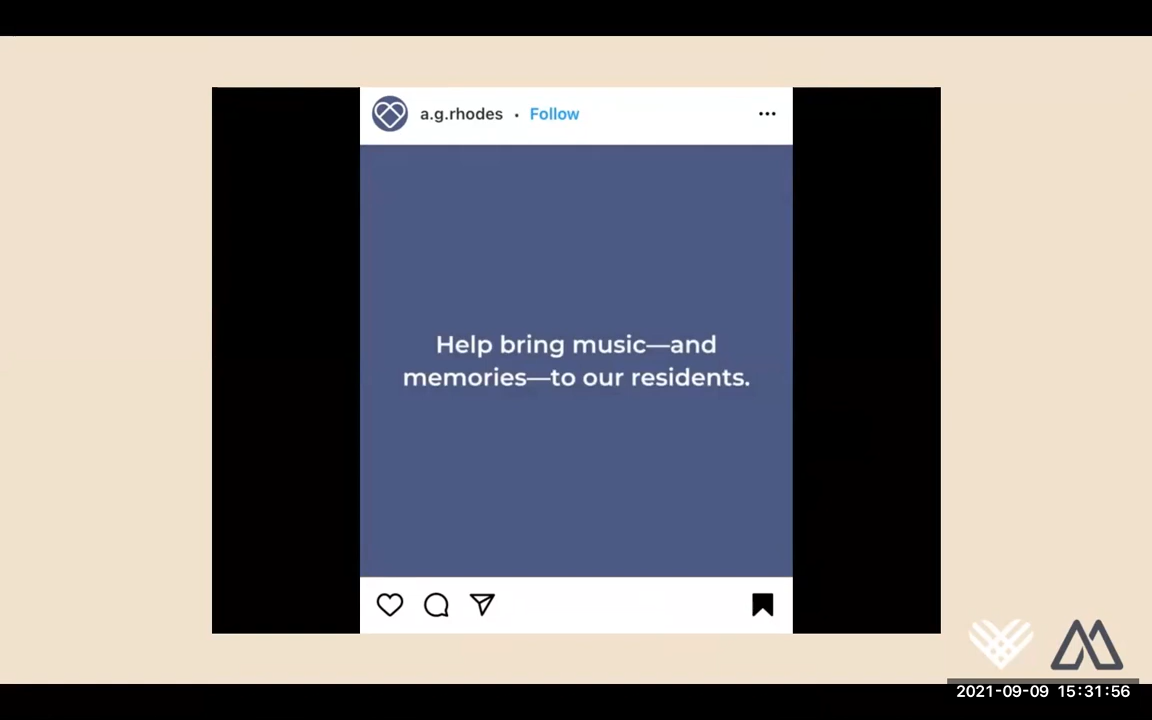 a.g.rhodes • Follow
Help bring music—and
memories—to our residents.
2021-09-09 15:31:56